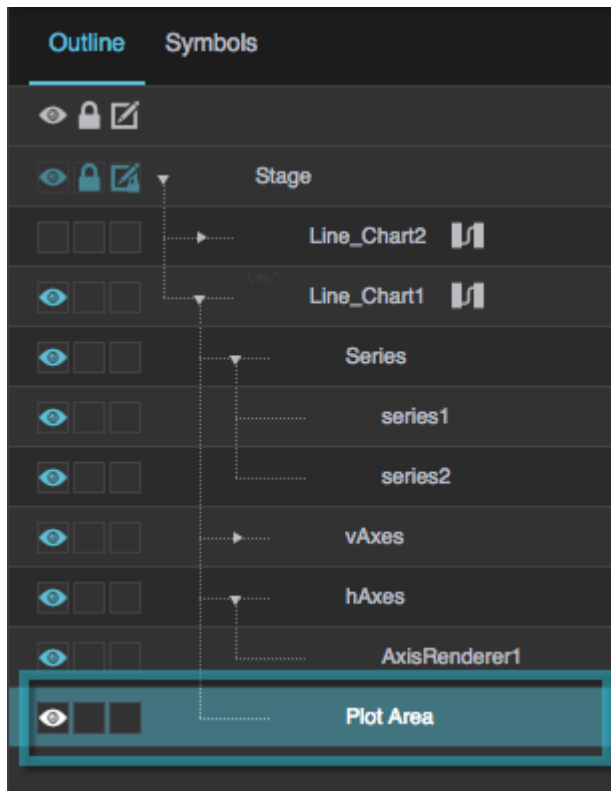 Outline Symbols
Stage
Line_Chart2
Line_Chart1
Series
series1
series2
vAxes
hAxes
AxisRenderer1
Plot Area